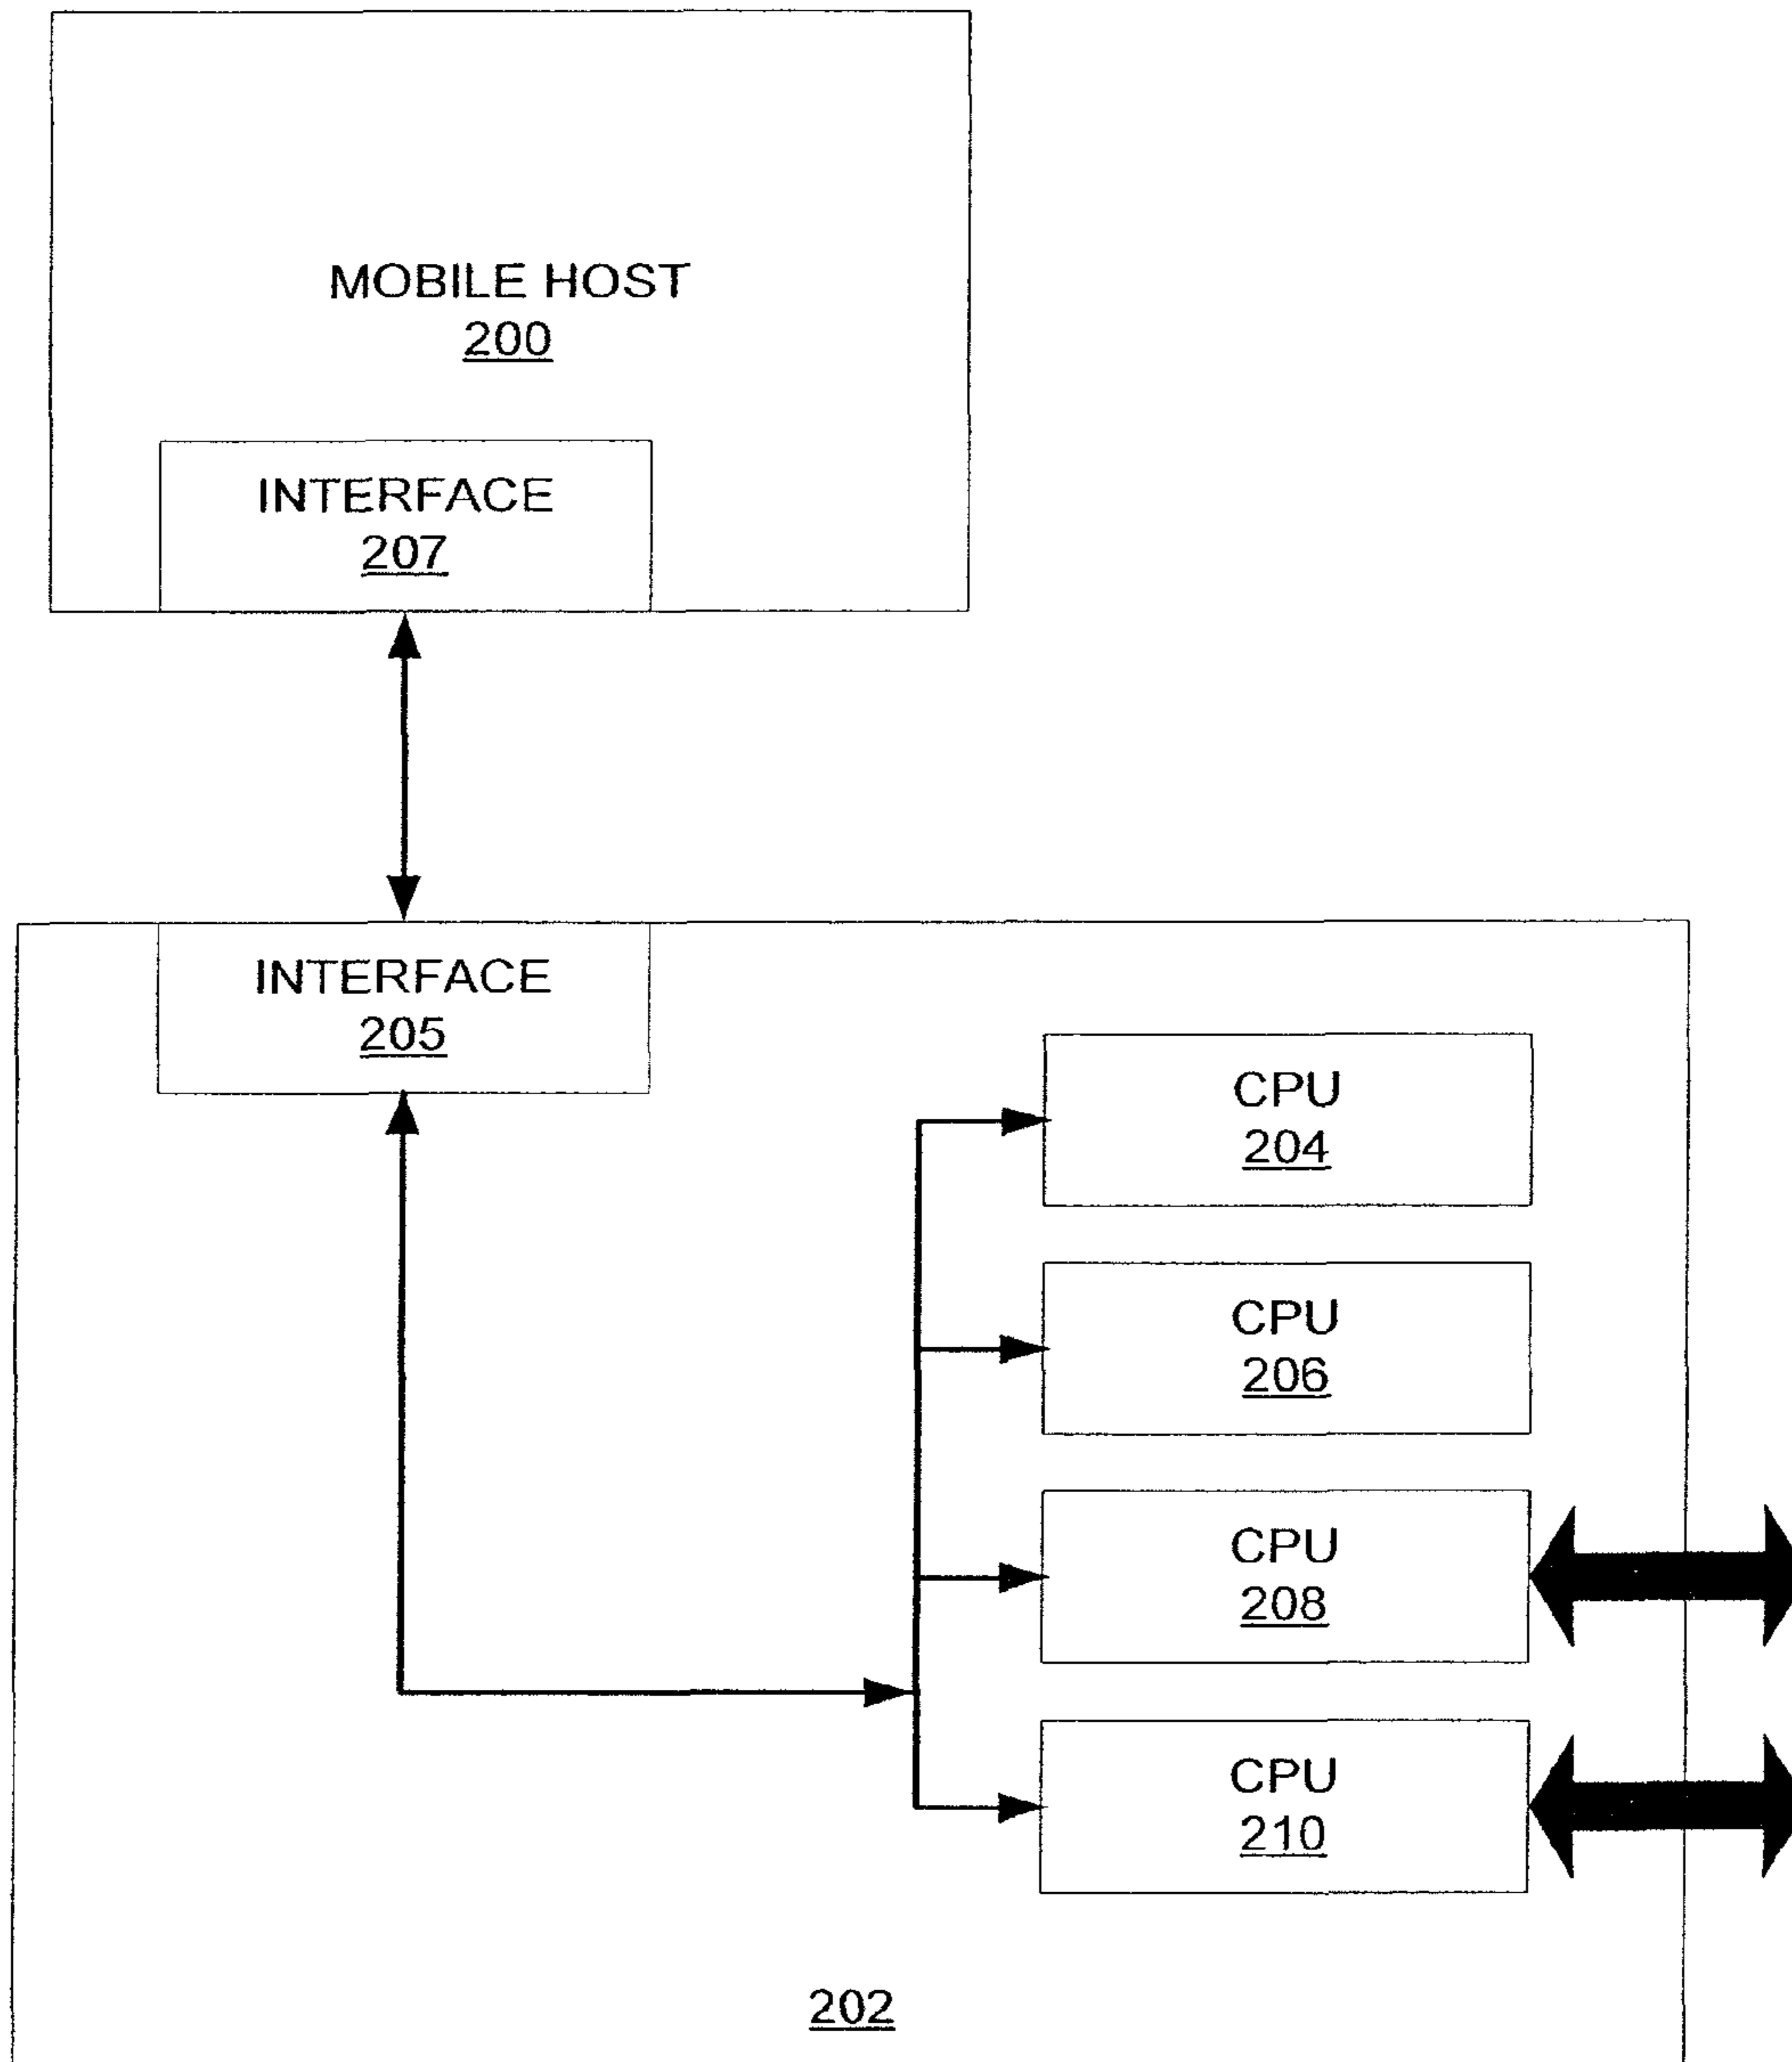 MOBILE HOST
200
INTERFACE
207
INTERFACE
205
CPU
204
CPU
206
CPU
208
CPU
210
202